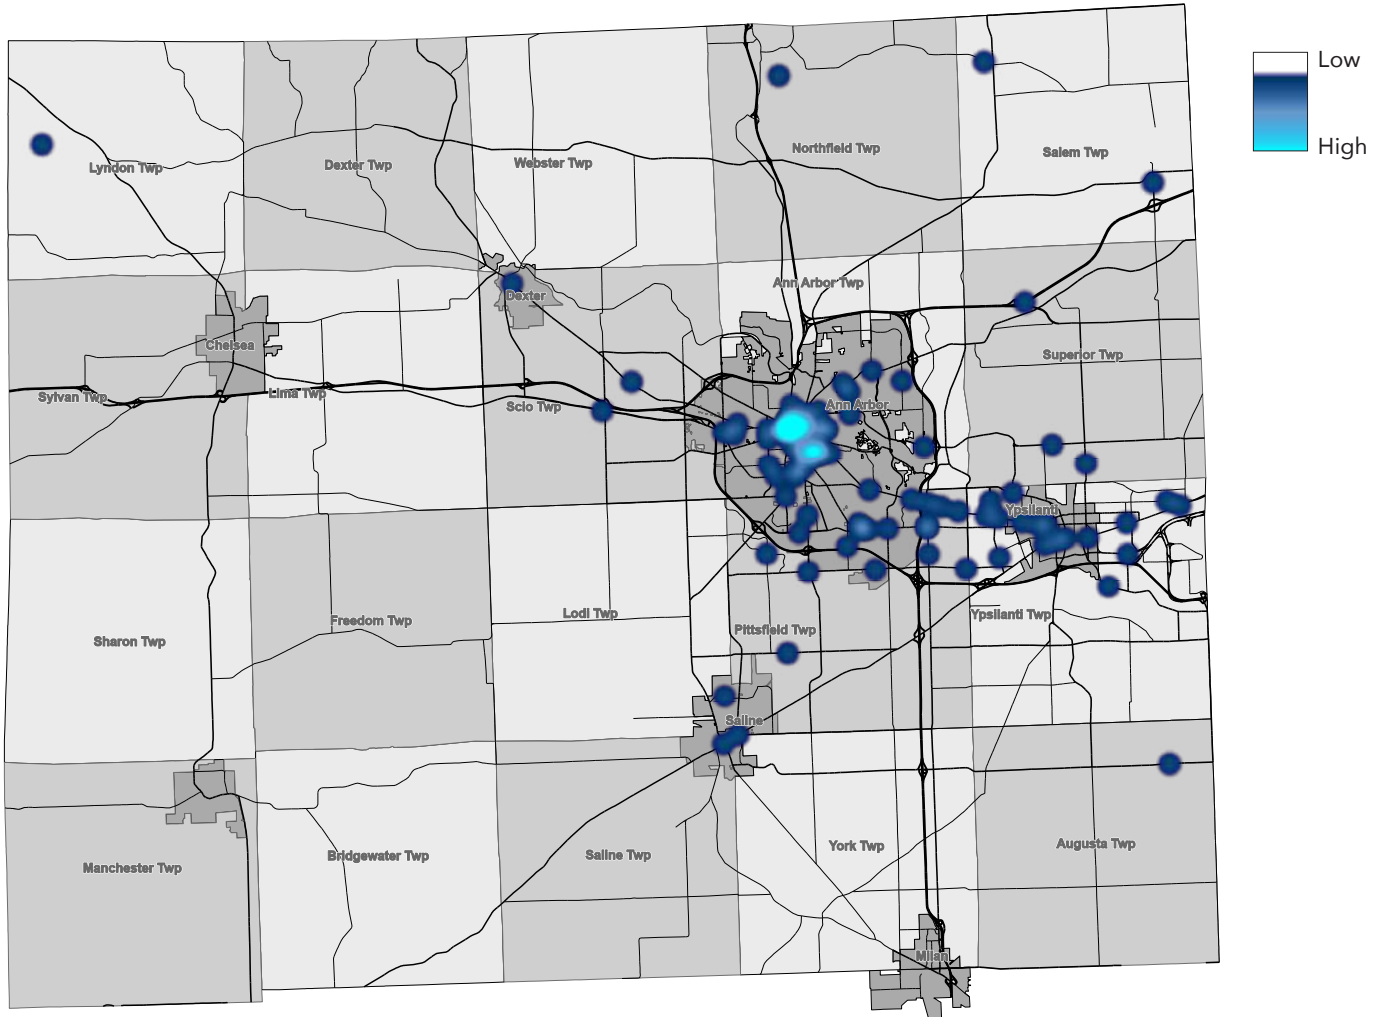 Low
High
Lyndon Twp
Dexter Twp
Webster Twp
Northfield Twp
Salem Twp
Ann Arbor Twp
Dexter
Chelsea
Superior Twp
Sylvan Twp
Lima Twp
Scio Twp
Ann Arbor
Ypsilanti
Sharon Twp
Freedom Twp
Lodi Twp
Pittsfield Twp
Ypsilanti Twp
Saline
Manchester Twp
Bridgewater Twp
Saline Twp
York Twp
Augusta Twp
Milan